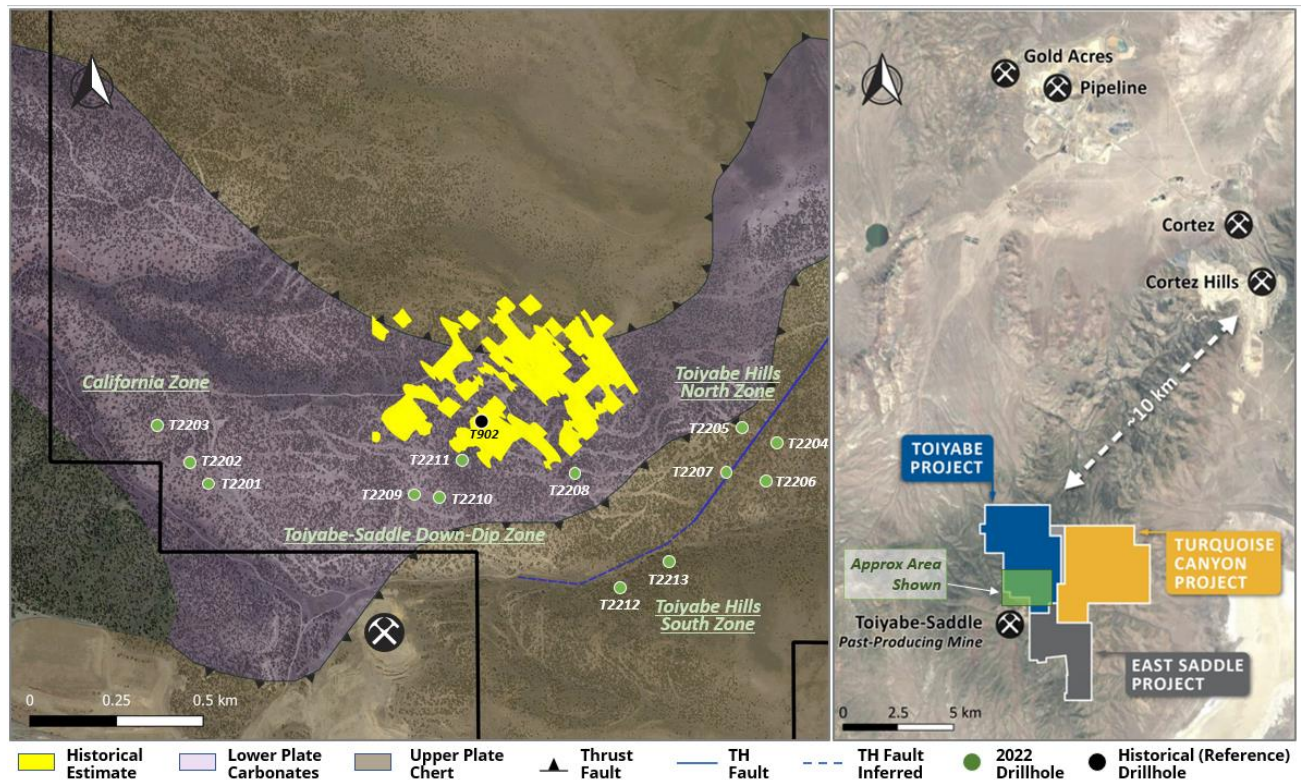 California Zone
T2203
T2202
T2201
T902
T2211
T2209
T2210
T2208
Toiyabe-Saddle Down-Dip Zone
Toiyabe Hills
North Zone
T2205
T2204
T2207
T2206
T2213
T2212
Toiyabe Hills
South Zone
0 0.25 0.5 km
Gold Acres
Pipeline
Cortez
Cortez Hills
~10 km
TOIYABE
PROJECT
TURQUOISE
CANYON
PROJECT
Approx Area
Shown
Toiyabe-Saddle
Past-Producing Mine
EAST SADDLE
PROJECT
0 2.5 5 km
Historical
Estimate
Lower Plate
Carbonates
Upper Plate
Chert
Thrust
Fault
TH
Fault
TH Fault
Inferred
2022
Drillhole
Historical (Reference)
Drillhole